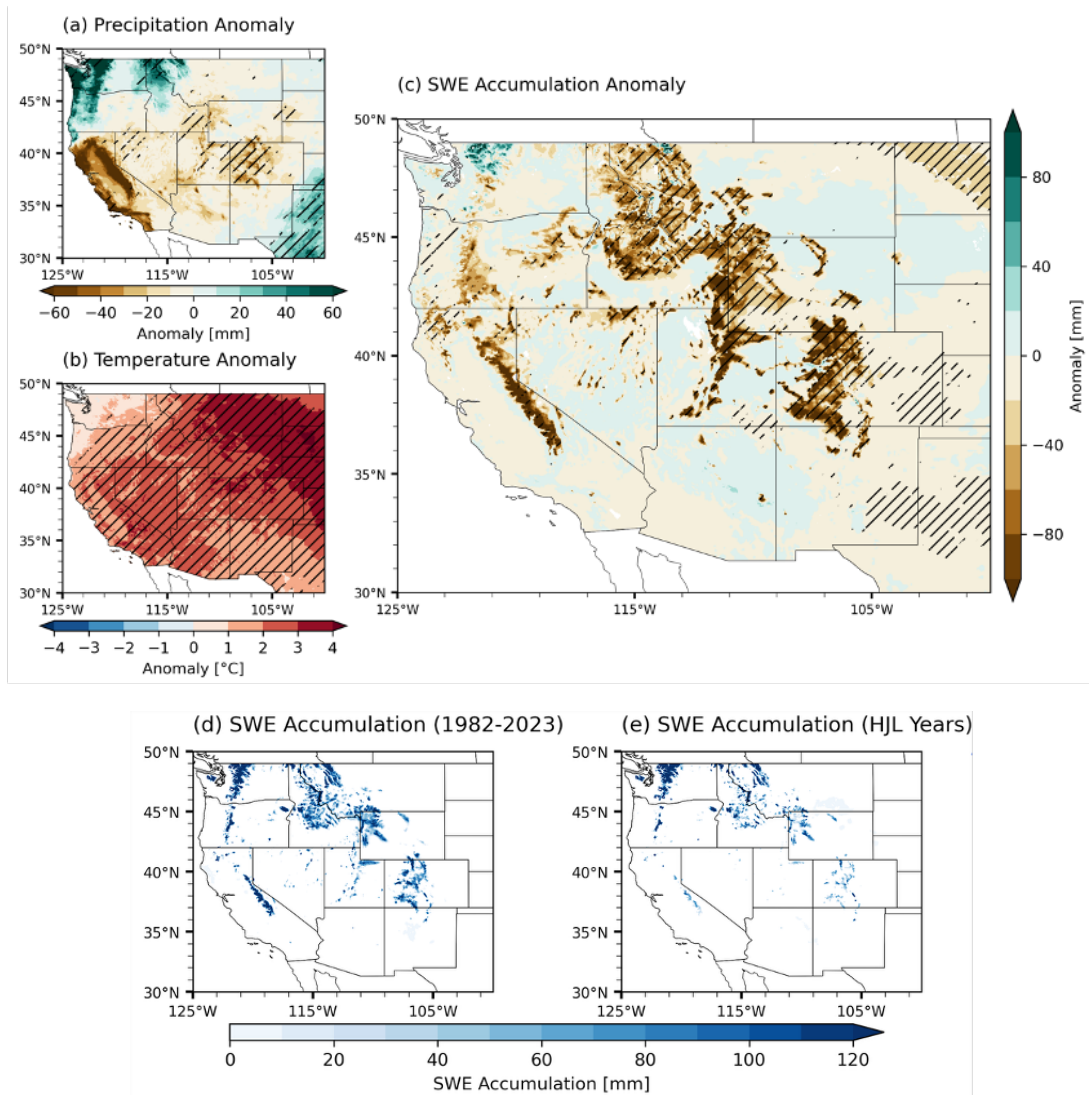 (a) Precipitation Anomaly
50°N
45°N
40°N
35°N
30°N
125°W 115°W 105°W
−60 −40 −20 0 20 40 60
Anomaly [mm]
(b) Temperature Anomaly
50°N
45°N
40°N
35°N
30°N
125°W 115°W 105°W
−4 −3 −2 −1 0 1 2 3 4
Anomaly [°C]
(c) SWE Accumulation Anomaly
50°N
45°N
40°N
35°N
30°N
125°W 115°W 105°W
80
40
0
−40
−80
Anomaly [mm]
(d) SWE Accumulation (1982-2023)
50°N
45°N
40°N
35°N
30°N
125°W 115°W 105°W
(e) SWE Accumulation (HJL Years)
50°N
45°N
40°N
35°N
30°N
125°W 115°W 105°W
0 20 40 60 80 100 120
SWE Accumulation [mm]